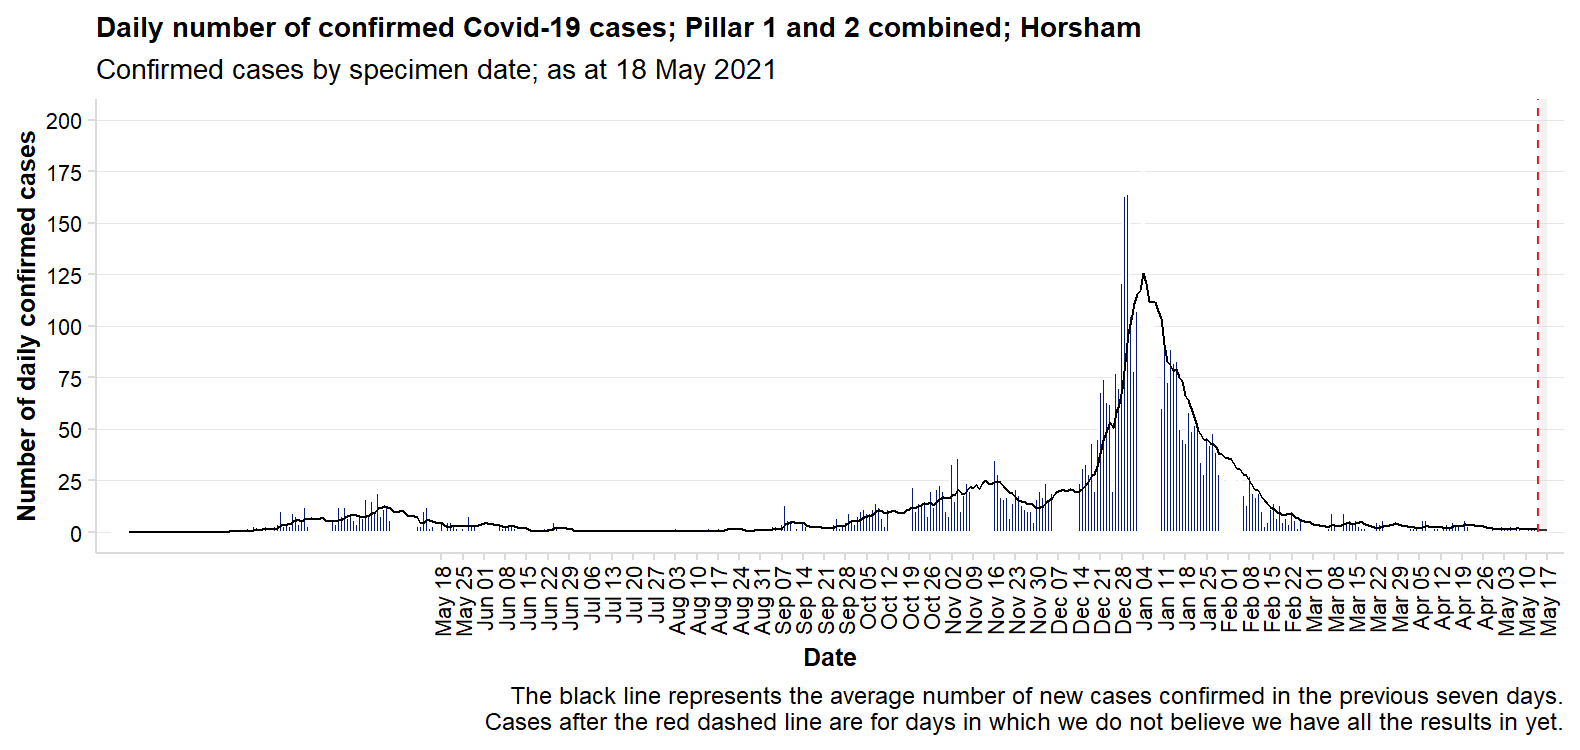 Daily number of confirmed Covid-19 cases; Pillar 1 and 2 combined; Horsham
Confirmed cases by specimen date; as at 18 May 2021
Number of daily confirmed cases
200
175
150
125
100
75
50
25
0
May 18
May 25
Jun 01
Jun 08
Jun 15
Jun 22
Jun 29
Jul 06
Jul 13
Jul 20
Jul 27
Aug 03
Aug 10
Aug 17
Aug 24
Aug 31
Sep 07
Sep 14
Sep 21
Sep 28
Oct 05
Oct 12
Oct 19
Oct 26
Nov 02
Nov 09
Nov 16
Nov 23
Nov 30
Dec 07
Dec 14
Dec 21
Dec 28
Jan 04
Jan 11
Jan 18
Jan 25
Feb 01
Feb 08
Feb 15
Feb 22
Mar 01
Mar 08
Mar 15
Mar 22
Mar 29
Apr 05
Apr 12
Apr 19
Apr 26
May 03
May 10
May 17
Date
The black line represents the average number of new cases confirmed in the previous seven days.
Cases after the red dashed line are for days in which we do not believe we have all the results in yet.